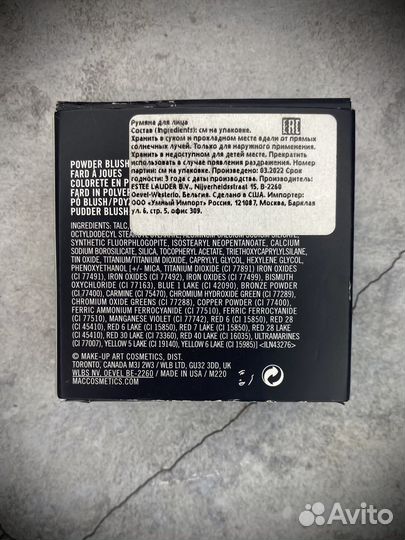 Румяна для лица
Состав (Ingredients): см на упаковке.
Хранить в сухом и прохладном месте вдали от прямых
солнечных лучей. Только для наружного применения.
Хранить в недоступном для детей месте. Прекратить
использовать в случае проявления раздражения. Номер
партии: см на упаковке. Изготовлено: 03.2022 Срок
годности: 3 года с даты производства. Производитель:
ESTEE LAUDER B.V., Nijverheidsstraat 15, B-2260
Oevel-Westerlo, Бельгия. Сделано в США. Импортер:
ООО «Умный Импорт» Россия, 121087, Москва, Барклая
ул. 6, стр. 5, офис 309.
EAC
POWDER BLUSH
FARD À JOUES
COLORETE EN P
FARD IN POLVE
PÓ BLUSH/POY
PUDDER BLUSH
INGREDIENTS: TALC,
OCTYLDODECYL STEA
SYNTHETIC FLUORPHLOGOPITE, ISOSTEARYL NEOPENTANOATE, CALCIUM
SODIUM BOROSILICATE, SILICA, TOCOPHERYL ACETATE, TRIETHOXYCAPRYLYLSILANE,
TIN OXIDE, TITANIUM/TITANIUM DIOXIDE, CAPRYLYL GLYCOL, HEXYLENE GLYCOL,
PHENOXYETHANOL [+/- MICA, TITANIUM DIOXIDE (CI 77891) IRON OXIDES
(CI 77491), IRON OXIDES (CI 77492), IRON OXIDES (CI 77499), BISMUTH
OXYCHLORIDE (CI 77163), BLUE 1 LAKE (CI 42090), BRONZE POWDER
(CI 77400), CARMINE (CI 75470), CHROMIUM HYDROXIDE GREEN (CI 77289),
CHROMIUM OXIDE GREENS (CI 77288), COPPER POWDER (CI 77400),
FERRIC AMMONIUM FERROCYANIDE (CI 77510), FERRIC FERROCYANIDE
(CI 77510), MANGANESE VIOLET (CI 77742), RED 6 (CI 15850), RED 28
(CI 45410), RED 6 LAKE (CI 15850), RED 7 LAKE (CI 15850), RED 28 LAKE
(CI 45410), RED 30 LAKE (CI 73360), RED 40 LAKE (CI 16035), ULTRAMARINES
(CI 77007), YELLOW 5 LAKE (CI 19140), YELLOW 6 LAKE (CI 15985)] <ILN43276>
© MAKE-UP ART COSMETICS, DIST.
TORONTO, CANADA M3J 2W3 / WLB LTD, GU32 3DD, UK
WLBS NV, OEVEL BE-2260 / MADE IN USA / M220
MACCOSMETICS.COM
Avito